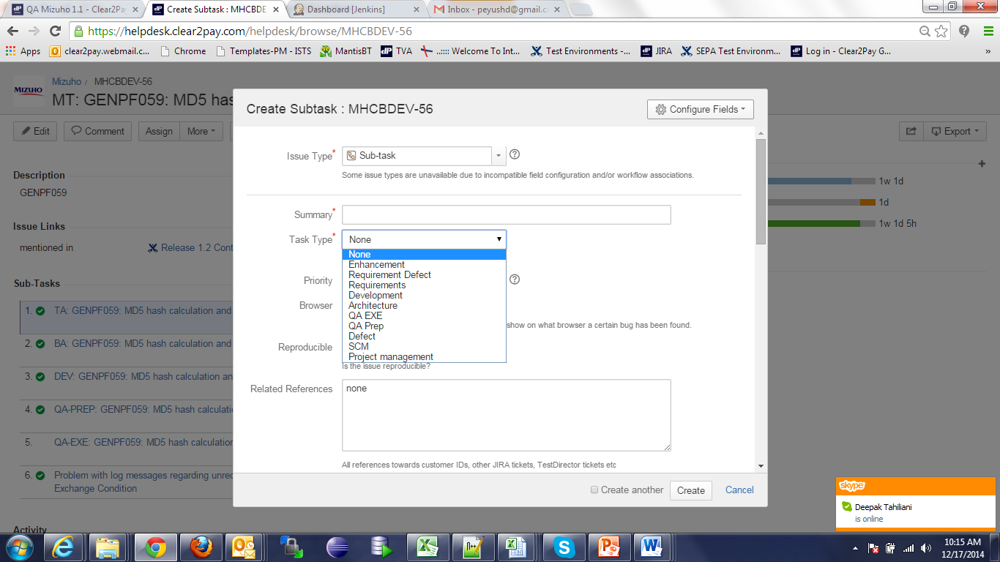 QA Mizuho 1.1 - Clear2Pay
Create Subtask : MHCBDE
Dashboard [Jenkins]
Inbox - peyushd@gmail.c
https://helpdesk.clear2pay.com/helpdesk/browse/MHCBDEV-56
Apps
clear2pay.webmail.c...
Chrome
Templates-PM - ISTS
MantisBT
TVA
..:::: Welcome To Int...
Test Environments -...
JIRA
SEPA Test Environm...
Log in - Clear2Pay G...
»
MIZUHO
Mizuho / MHCBDEV-56
MT: GENPF059: MD5 has
Edit
Comment
Assign
More
Export
Create Subtask : MHCBDEV-56
Configure Fields
Issue Type*
Sub-task
Some issue types are unavailable due to incompatible field configuration and/or workflow associations.
Summary*
Task Type*
None
None
Enhancement
Requirement Defect
Requirements
Development
Architecture
QA EXE
QA Prep
Defect
SCM
Project management
Priority
Browser
show on what browser a certain bug has been found.
Reproducible
Is the issue reproducible?
Related References
none
All references towards customer IDs, other JIRA tickets, TestDirector tickets etc
Create another
Create
Cancel
Description
GENPF059
Issue Links
mentioned in
Release 1.2 Cont
Sub-Tasks
1. TA: GENPF059: MD5 hash calculation and
2. BA: GENPF059: MD5 hash calculation and
3. DEV: GENPF059: MD5 hash calculation an
4. QA-PREP: GENPF059: MD5 hash calculati
5. QA-EXE: GENPF059: MD5 hash calculation
6. Problem with log messages regarding unrec
Exchange Condition
Activity
1w 1d
1d
1w 1d 5h
skype
Deepak Tahiliani
is online
10:15 AM
12/17/2014